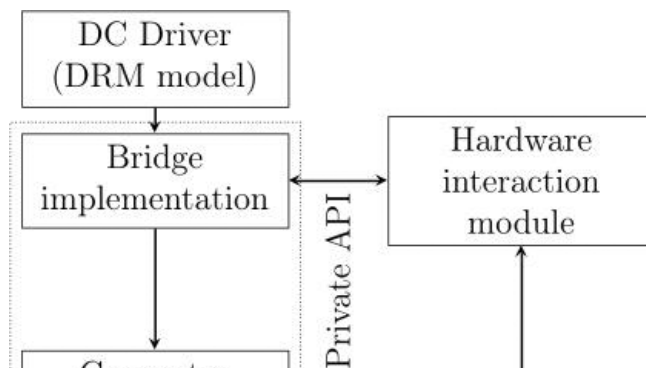 DC Driver
(DRM model)
Bridge
implementation
Hardware
interaction
module
Private API